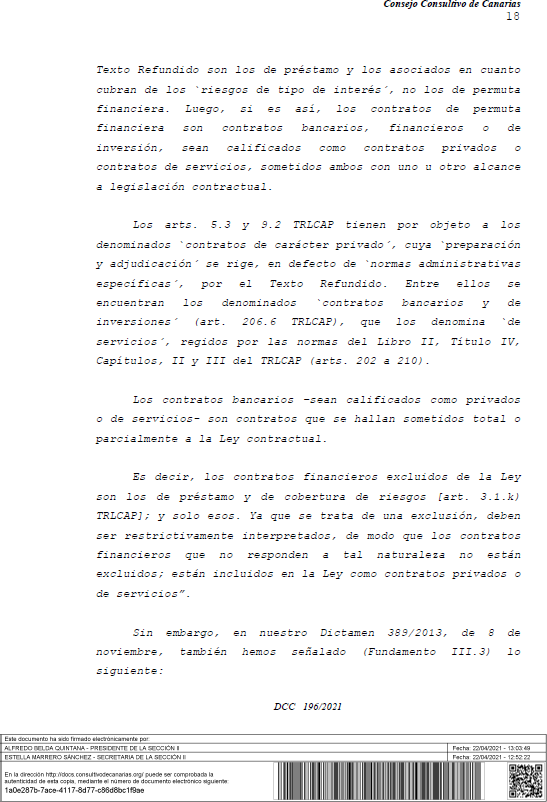 Consejo Consultivo de Canarias
18
Texto Refundido son los de préstamo y los asociados en cuanto
cubran de los `riesgos de tipo de interés´, no los de permuta
financiera. Luego, si es así, los contratos de permuta
financiera son contratos bancarios, financieros o de
inversión, sean calificados como contratos privados o
contratos de servicios, sometidos ambos con uno u otro alcance
a legislación contractual.
Los arts. 5.3 y 9.2 TRLCAP tienen por objeto a los
denominados `contratos de carácter privado´, cuya `preparación
y adjudicación´ se rige, en defecto de `normas administrativas
específicas´, por el Texto Refundido. Entre ellos se
encuentran los denominados `contratos bancarios y de
inversiones´ (art. 206.6 TRLCAP), que los denomina `de
servicios´, regidos por las normas del Libro II, Título IV,
Capítulos, II y III del TRLCAP (arts. 202 a 210).
Los contratos bancarios -sean calificados como privados
o de servicios- son contratos que se hallan sometidos total o
parcialmente a la Ley contractual.
Es decir, los contratos financieros excluidos de la Ley
son los de préstamo y de cobertura de riesgos [art. 3.1.k)
TRLCAP]; y solo esos. Ya que se trata de una exclusión, deben
ser restrictivamente interpretados, de modo que los contratos
financieros que no responden a tal naturaleza no están
excluidos; están incluidos en la Ley como contratos privados o
de servicios”.
Sin embargo, en nuestro Dictamen 389/2013, de 8 de
noviembre, también hemos señalado (Fundamento III.3) lo
siguiente:
DCC 196/2021
Este documento ha sido firmado electrónicamente por:
ALFREDO BELDA QUINTANA - PRESIDENTE DE LA SECCIÓN II Fecha: 22/04/2021 - 13:03:49
ESTELLA MARRERO SÁNCHEZ - SECRETARIA DE LA SECCIÓN II Fecha: 22/04/2021 - 12:52:22
En la dirección http://docs.consultivodecanarias.org/ puede ser comprobada la
autenticidad de esta copia, mediante el número de documento electrónico siguiente:
1a0e287b-7ace-4117-8d77-c86d8bc1f9ae